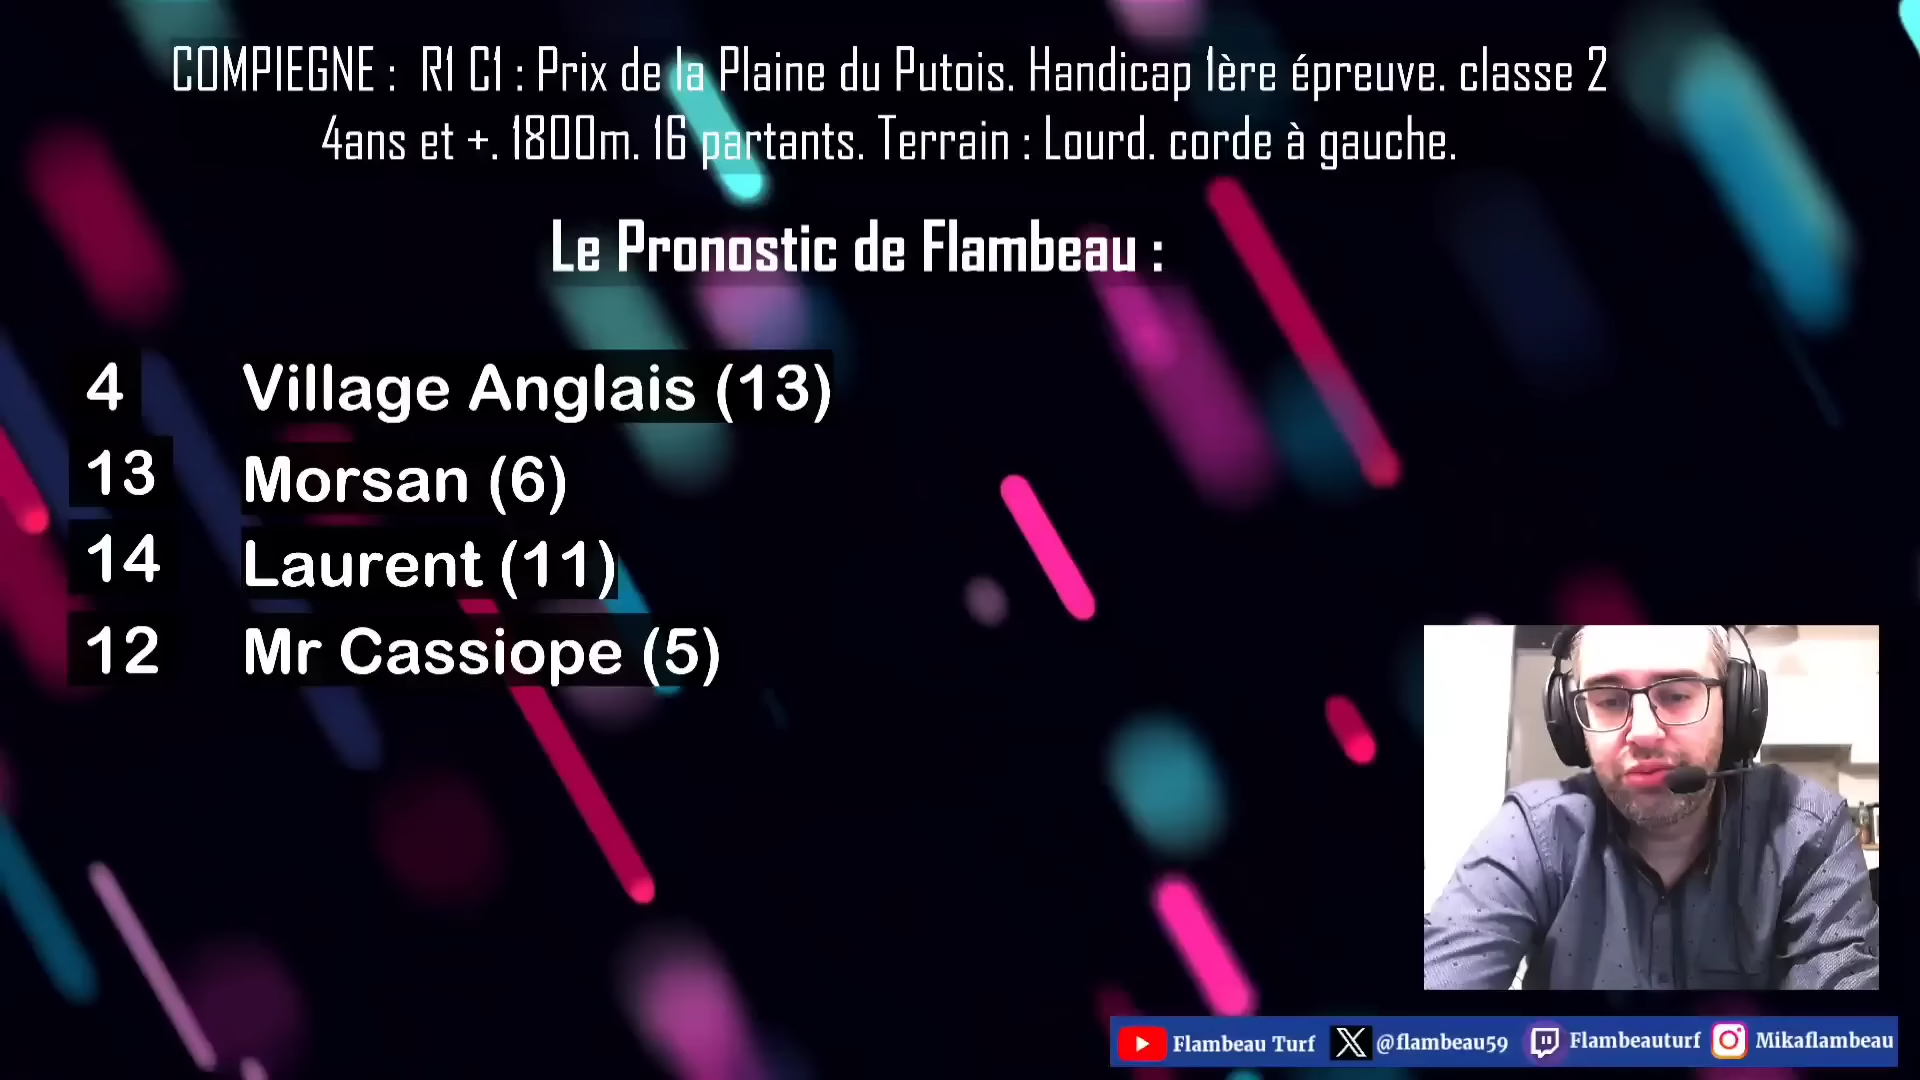 COMPIEGNE : R1 C1 : Prix de la Plaine du Putois. Handicap 1ère épreuve. classe 2
4ans et +. 1800m. 16 partants. Terrain : Lourd. corde à gauche.
Le Pronostic de Flambeau :
4 Village Anglais (13)
13 Morsan (6)
14 Laurent (11)
12 Mr Cassiope (5)
Flambeau Turf @flambeau59 Flambeauturf Mikaflambeau